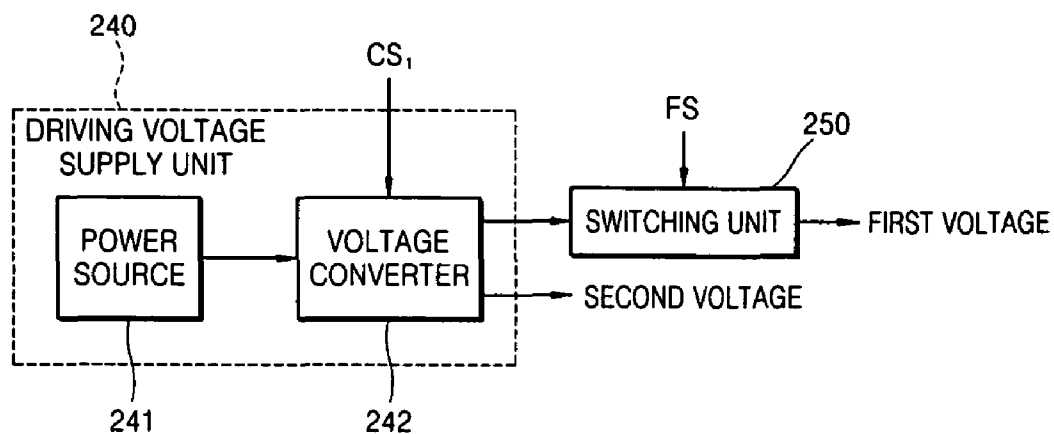 240
CS₁
DRIVING VOLTAGE
SUPPLY UNIT
FS
250
POWER
SOURCE
VOLTAGE
CONVERTER
SWITCHING UNIT
FIRST VOLTAGE
SECOND VOLTAGE
241
242